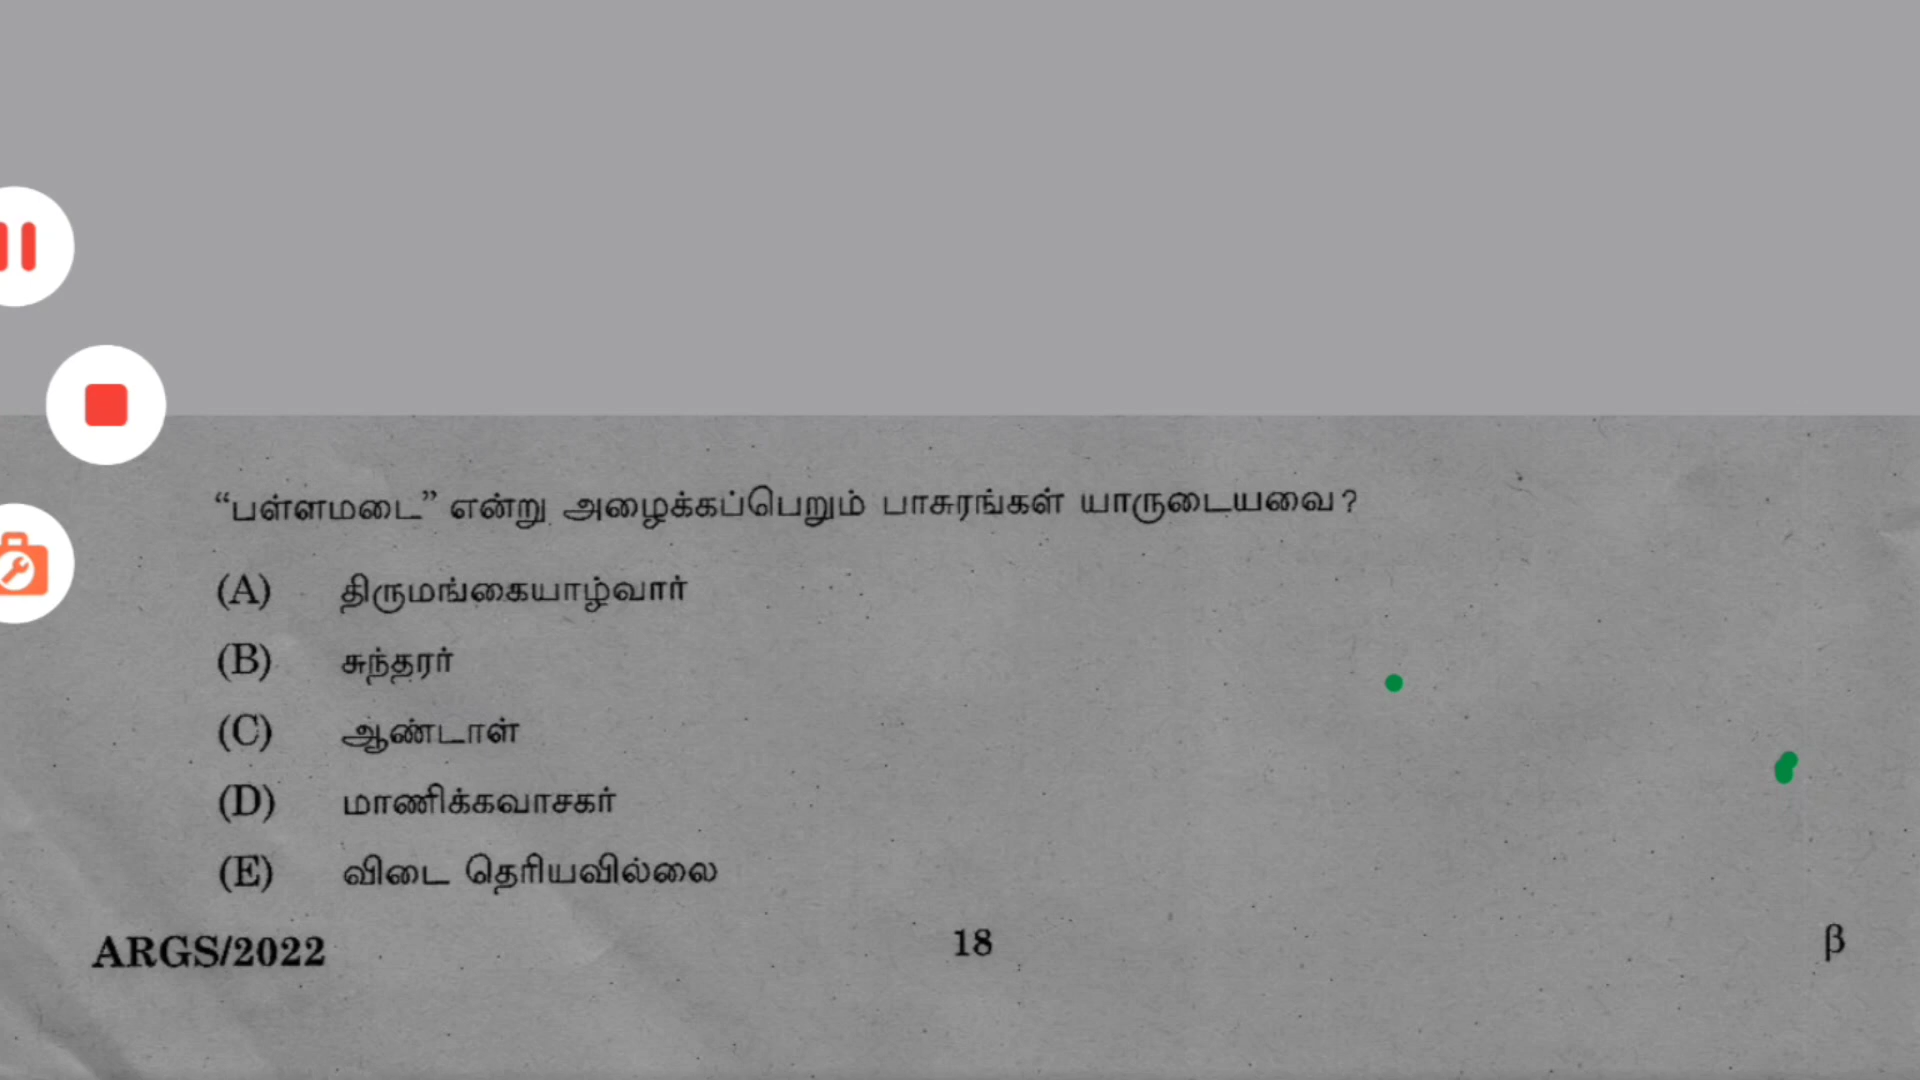 “பள்ளமடை” என்று அழைக்கப்பெறும் பாசுரங்கள் யாருடையவை?
(A) திருமங்கையாழ்வார்
(B) சுந்தரர்
(C) ஆண்டாள்
(D) மாணிக்கவாசகர்
(E) விடை தெரியவில்லை
ARGS/2022 18 β